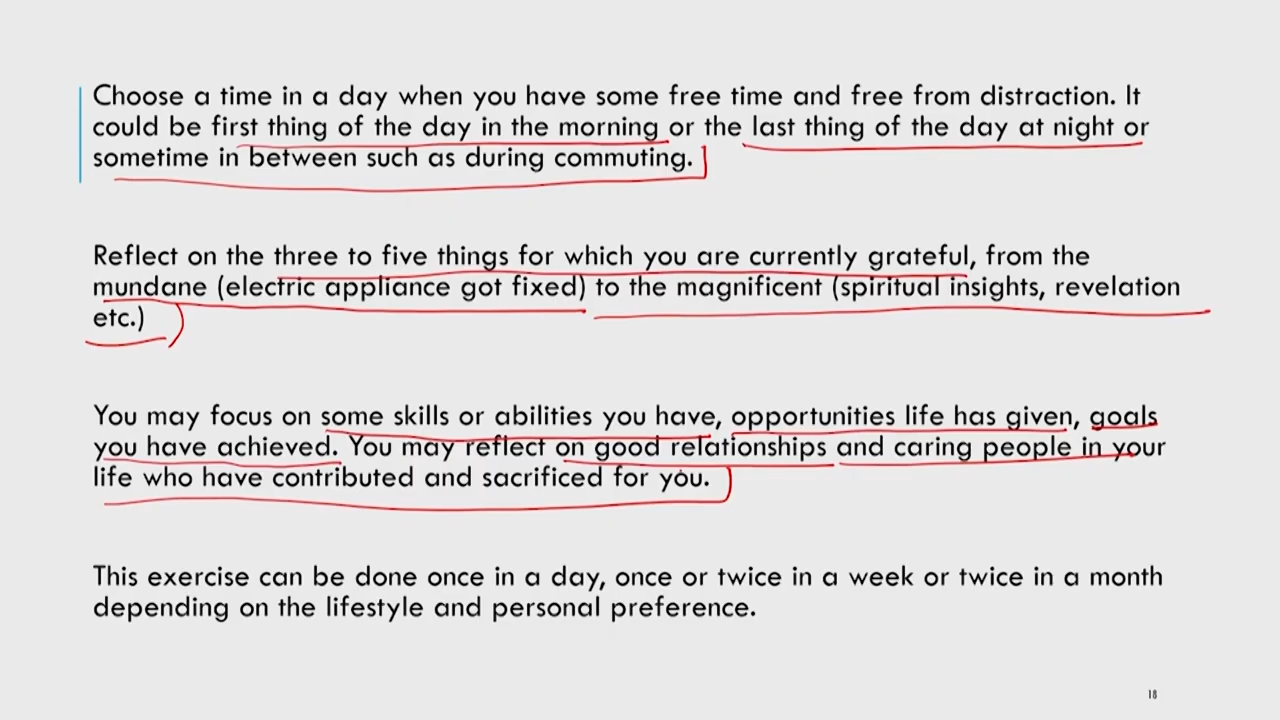 Choose a time in a day when you have some free time and free from distraction. It
could be first thing of the day in the morning or the last thing of the day at night or
sometime in between such as during commuting.
Reflect on the three to five things for which you are currently grateful, from the
mundane (electric appliance got fixed) to the magnificent (spiritual insights, revelation
etc.)
You may focus on some skills or abilities you have, opportunities life has given, goals
you have achieved. You may reflect on good relationships and caring people in your
life who have contributed and sacrificed for you.
This exercise can be done once in a day, once or twice in a week or twice in a month
depending on the lifestyle and personal preference.
18